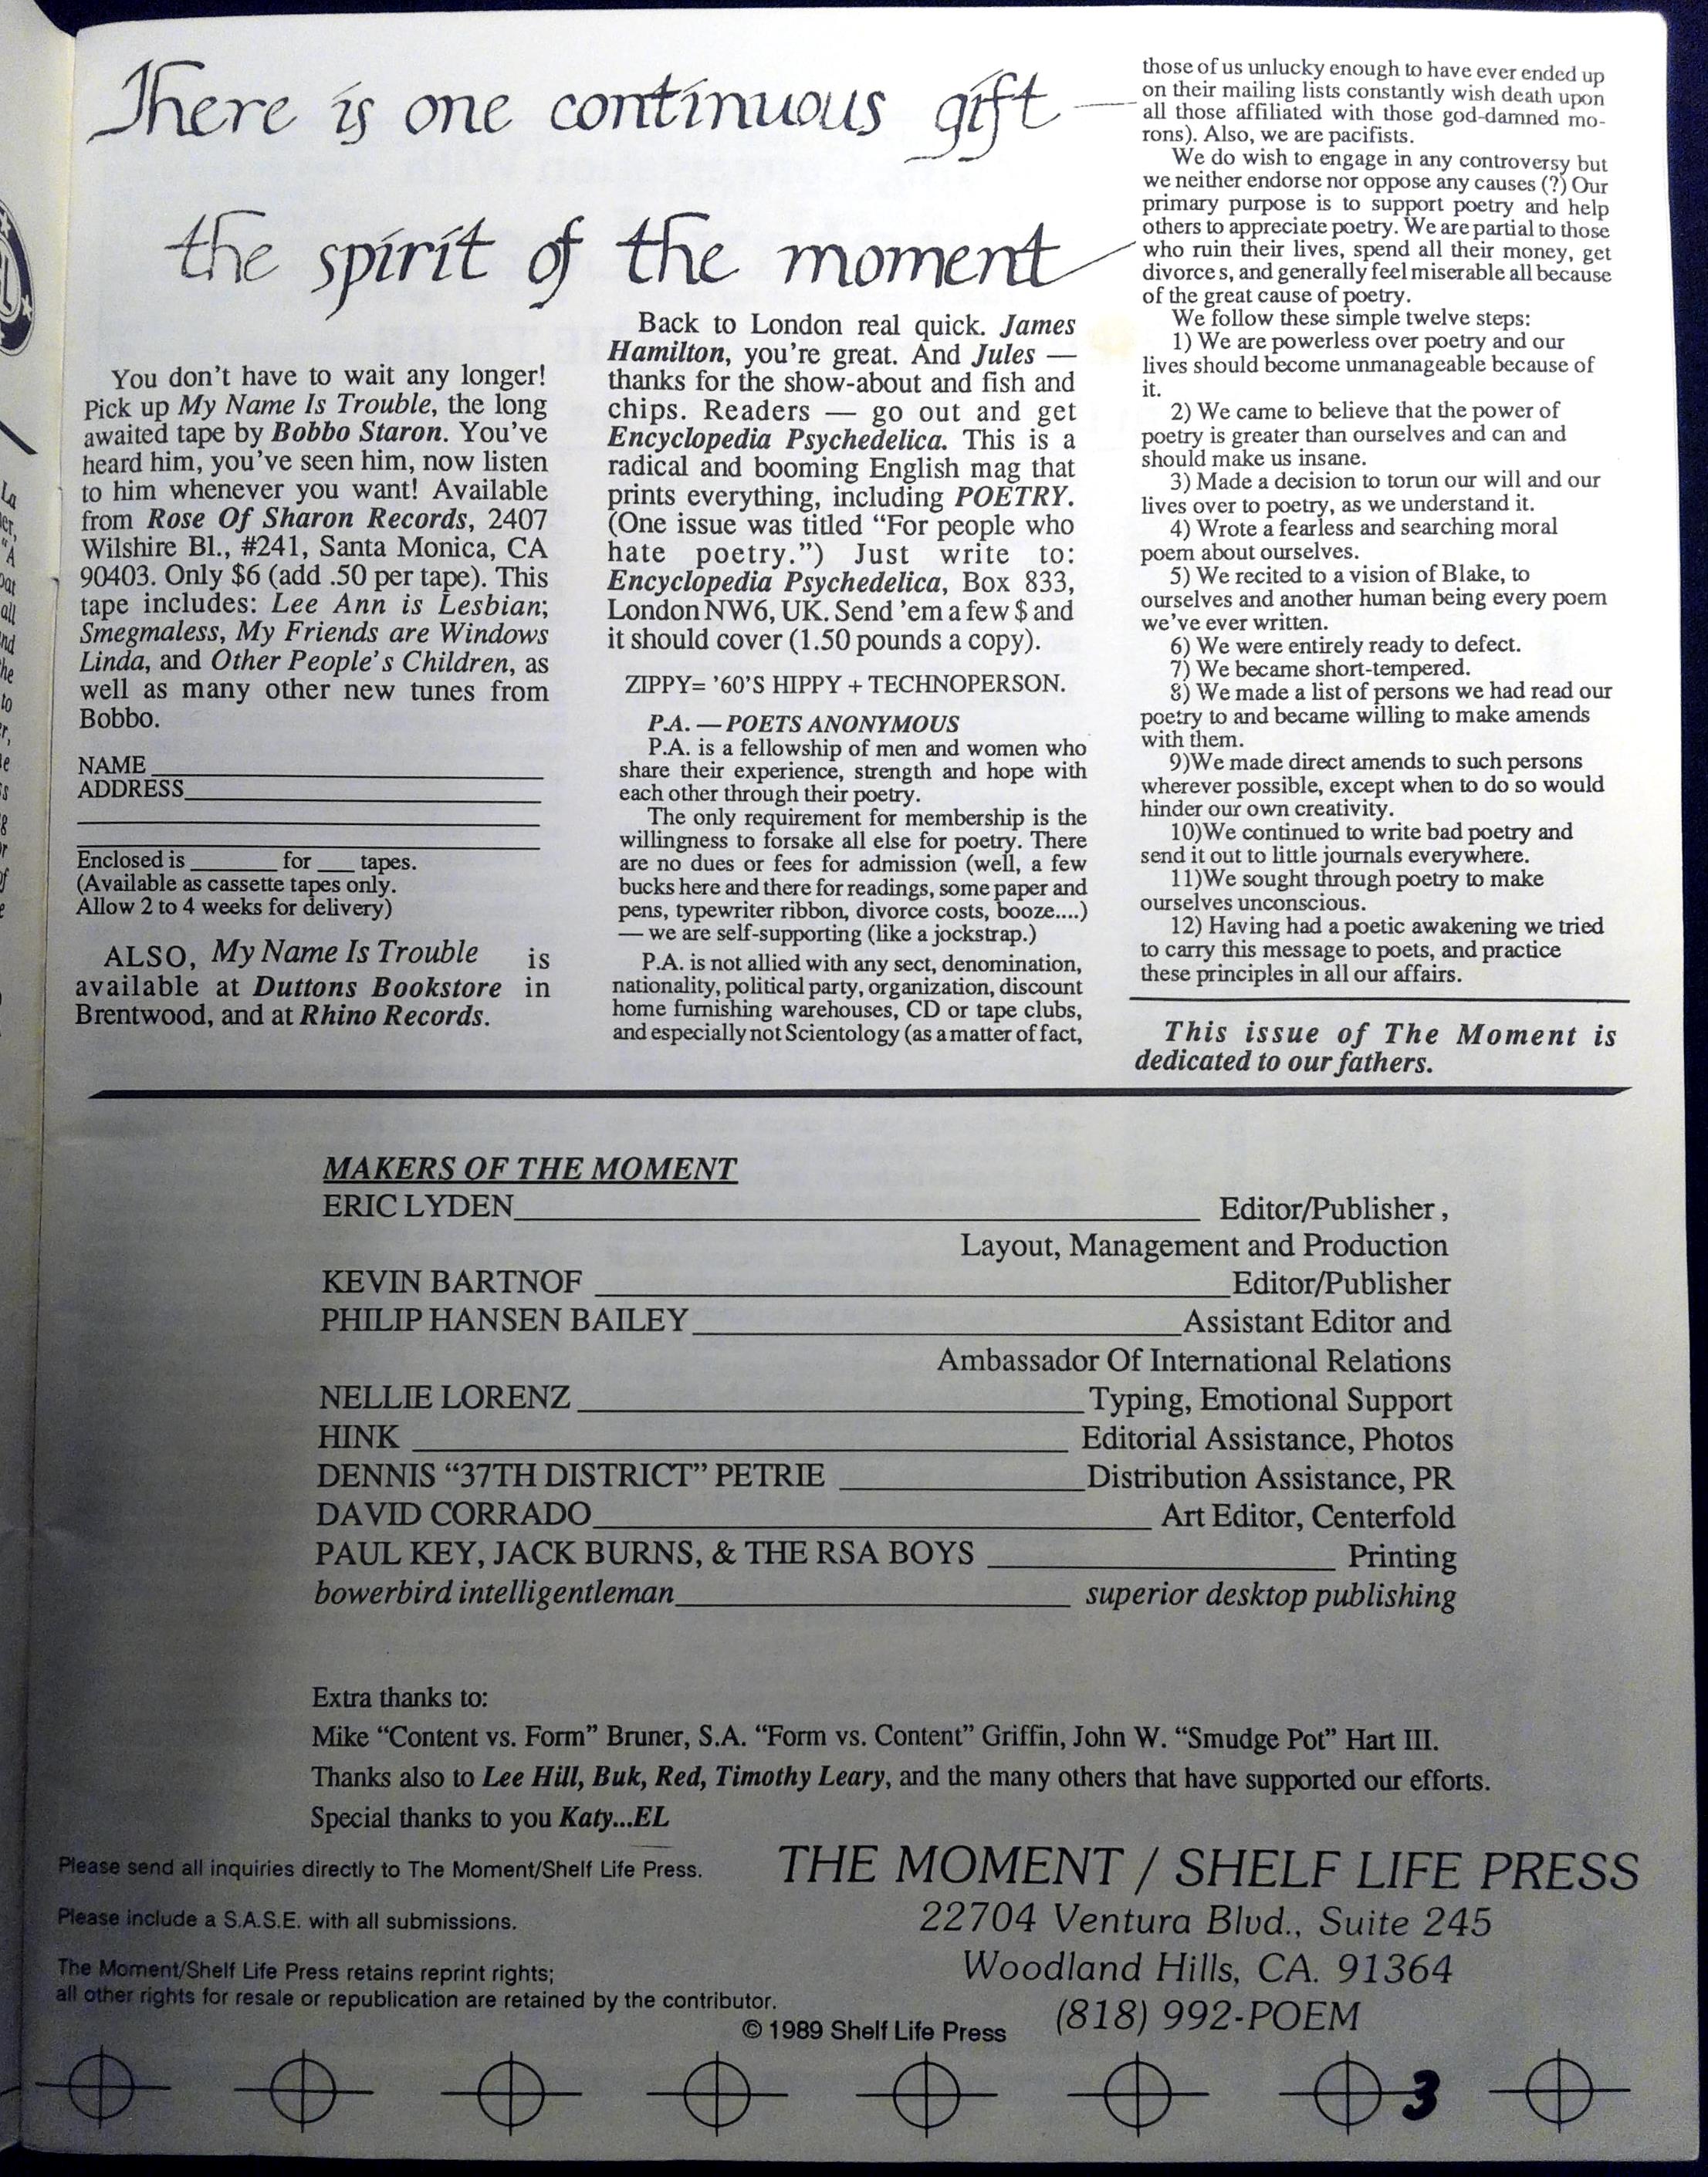 There is one continuous gift
the spirit of the moment
You don't have to wait any longer!
Pick up My Name Is Trouble, the long
awaited tape by Bobbo Staron. You've
heard him, you've seen him, now listen
to him whenever you want! Available
from Rose Of Sharon Records, 2407
Wilshire Bl., #241, Santa Monica, CA
90403. Only $6 (add .50 per tape). This
tape includes: Lee Ann is Lesbian;
Smegmaless, My Friends are Windows
Linda, and Other People's Children, as
well as many other new tunes from
Bobbo.
NAME
ADDRESS
Enclosed is ______ for ___ tapes.
(Available as cassette tapes only.
Allow 2 to 4 weeks for delivery)
ALSO, My Name Is Trouble is
available at Duttons Bookstore in
Brentwood, and at Rhino Records.
Back to London real quick. James
Hamilton, you're great. And Jules —
thanks for the show-about and fish and
chips. Readers — go out and get
Encyclopedia Psychedelica. This is a
radical and booming English mag that
prints everything, including POETRY.
(One issue was titled “For people who
hate poetry.”) Just write to:
Encyclopedia Psychedelica, Box 833,
London NW6, UK. Send 'em a few $ and
it should cover (1.50 pounds a copy).
ZIPPY= '60'S HIPPY + TECHNOPERSON.
P.A. — POETS ANONYMOUS
P.A. is a fellowship of men and women who
share their experience, strength and hope with
each other through their poetry.
The only requirement for membership is the
willingness to forsake all else for poetry. There
are no dues or fees for admission (well, a few
bucks here and there for readings, some paper and
pens, typewriter ribbon, divorce costs, booze....)
— we are self-supporting (like a jockstrap.)
P.A. is not allied with any sect, denomination,
nationality, political party, organization, discount
home furnishing warehouses, CD or tape clubs,
and especially not Scientology (as a matter of fact,
those of us unlucky enough to have ever ended up
on their mailing lists constantly wish death upon
all those affiliated with those god-damned mo-
rons). Also, we are pacifists.
We do wish to engage in any controversy but
we neither endorse nor oppose any causes (?) Our
primary purpose is to support poetry and help
others to appreciate poetry. We are partial to those
who ruin their lives, spend all their money, get
divorce s, and generally feel miserable all because
of the great cause of poetry.
We follow these simple twelve steps:
1) We are powerless over poetry and our
lives should become unmanageable because of
it.
2) We came to believe that the power of
poetry is greater than ourselves and can and
should make us insane.
3) Made a decision to torun our will and our
lives over to poetry, as we understand it.
4) Wrote a fearless and searching moral
poem about ourselves.
5) We recited to a vision of Blake, to
ourselves and another human being every poem
we've ever written.
6) We were entirely ready to defect.
7) We became short-tempered.
8) We made a list of persons we had read our
poetry to and became willing to make amends
with them.
9)We made direct amends to such persons
wherever possible, except when to do so would
hinder our own creativity.
10)We continued to write bad poetry and
send it out to little journals everywhere.
11)We sought through poetry to make
ourselves unconscious.
12) Having had a poetic awakening we tried
to carry this message to poets, and practice
these principles in all our affairs.
This issue of The Moment is
dedicated to our fathers.
MAKERS OF THE MOMENT
ERIC LYDEN Editor/Publisher ,
Layout, Management and Production
KEVIN BARTNOF Editor/Publisher
PHILIP HANSEN BAILEY Assistant Editor and
Ambassador Of International Relations
NELLIE LORENZ Typing, Emotional Support
HINK Editorial Assistance, Photos
DENNIS “37TH DISTRICT” PETRIE Distribution Assistance, PR
DAVID CORRADO Art Editor, Centerfold
PAUL KEY, JACK BURNS, & THE RSA BOYS Printing
bowerbird intelligentleman superior desktop publishing
Extra thanks to:
Mike “Content vs. Form” Bruner, S.A. “Form vs. Content” Griffin, John W. “Smudge Pot” Hart III.
Thanks also to Lee Hill, Buk, Red, Timothy Leary, and the many others that have supported our efforts.
Special thanks to you Katy...EL
Please send all inquiries directly to The Moment/Shelf Life Press.
Please include a S.A.S.E. with all submissions.
The Moment/Shelf Life Press retains reprint rights;
all other rights for resale or republication are retained by the contributor.
© 1989 Shelf Life Press
THE MOMENT / SHELF LIFE PRESS
22704 Ventura Blvd., Suite 245
Woodland Hills, CA. 91364
(818) 992-POEM
3